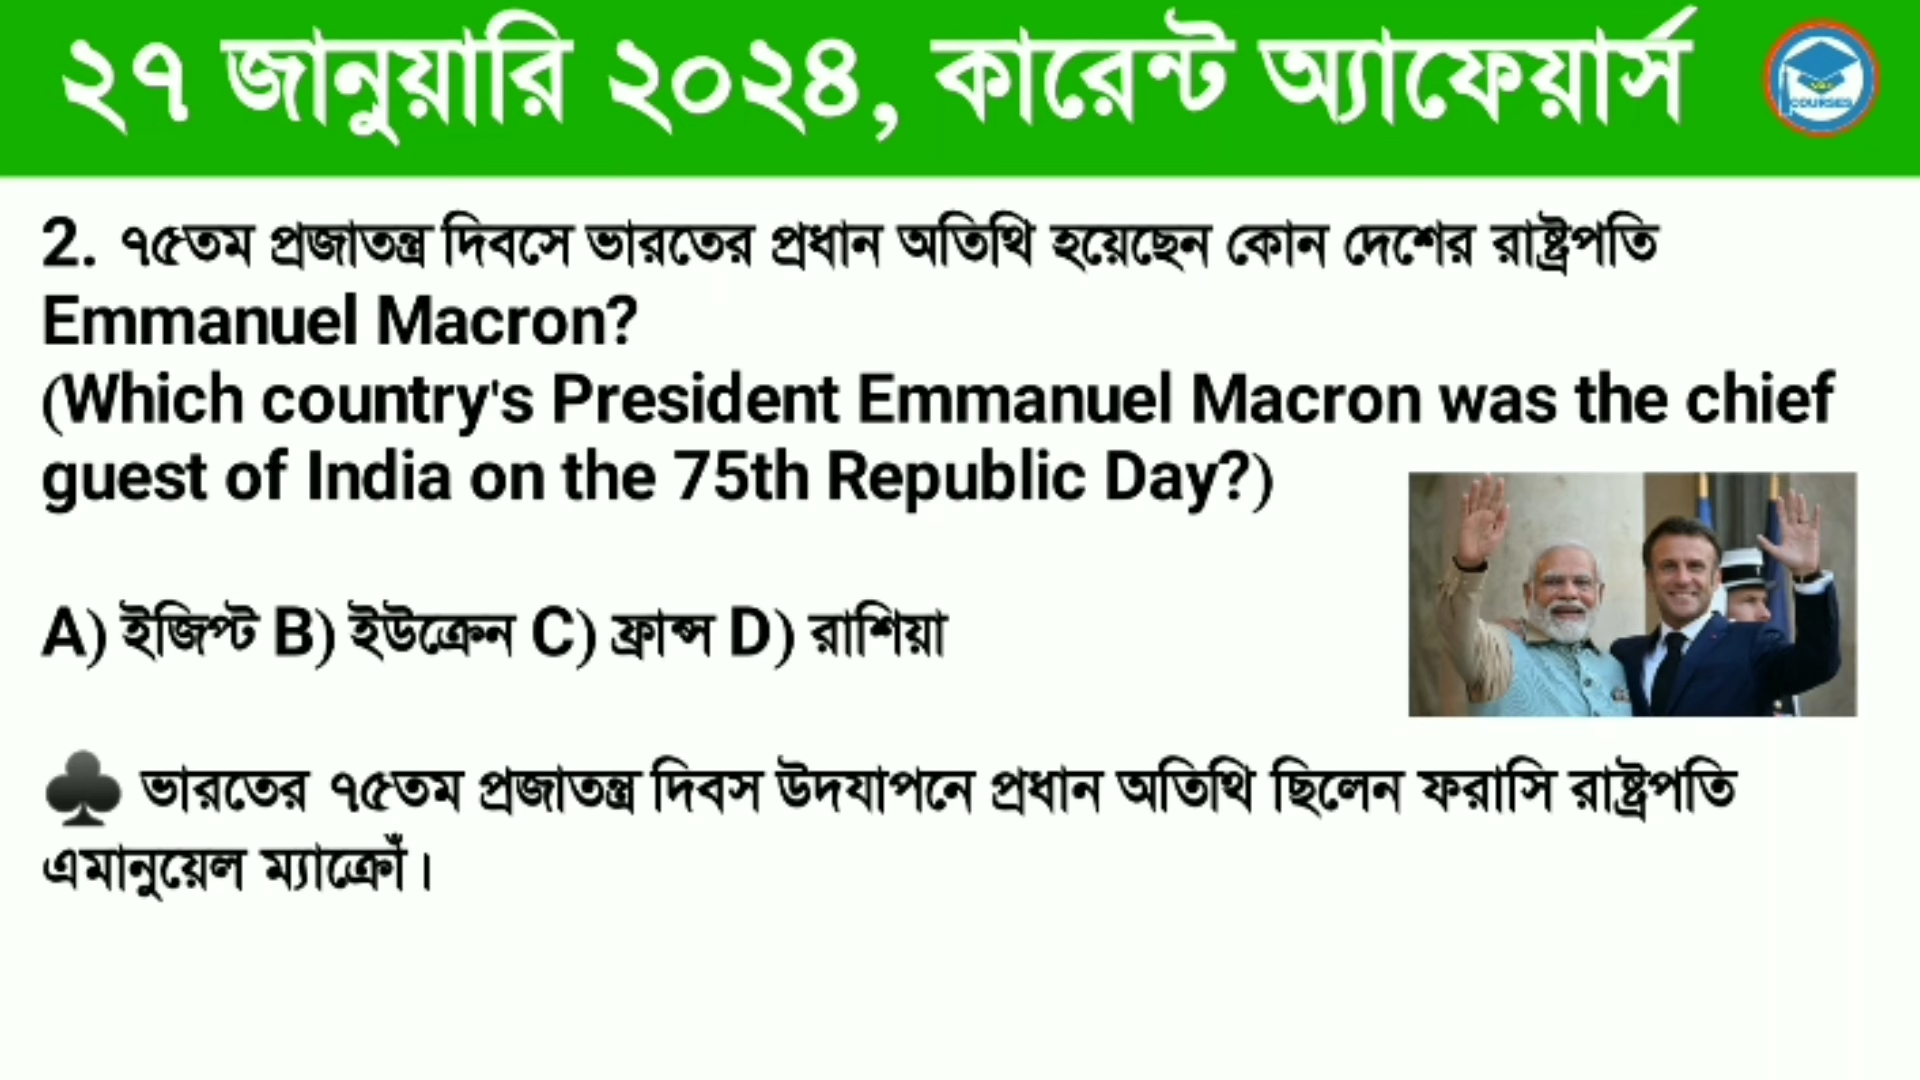 ২৭ জানুয়ারি ২০২৪, কারেন্ট অ্যাফেয়ার্স
COURSES
2. ৭৫তম প্রজাতন্ত্র দিবসে ভারতের প্রধান অতিথি হয়েছেন কোন দেশের রাষ্ট্রপতি
Emmanuel Macron?
(Which country's President Emmanuel Macron was the chief
guest of India on the 75th Republic Day?)
A) ইজিপ্ট B) ইউক্রেন C) ফ্রান্স D) রাশিয়া
♣ ভারতের ৭৫তম প্রজাতন্ত্র দিবস উদযাপনে প্রধান অতিথি ছিলেন ফরাসি রাষ্ট্রপতি
এমানুয়েল ম্যাক্রোঁ।